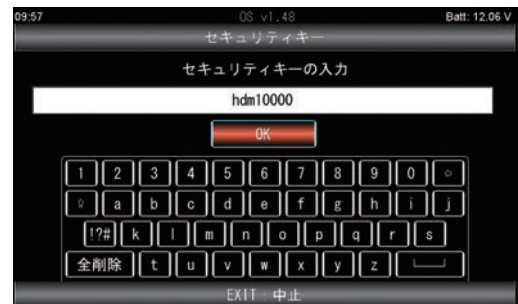 09:57 OS v1.48 Batt: 12.06 V
セキュリティキー
セキュリティキーの入力
hdm10000
OK
1 2 3 4 5 6 7 8 9 0 ⇦
⇧ a b c d e f g h i j
!?# k l m n o p q r s
全削除 t u v w x y z
EXIT : 中止